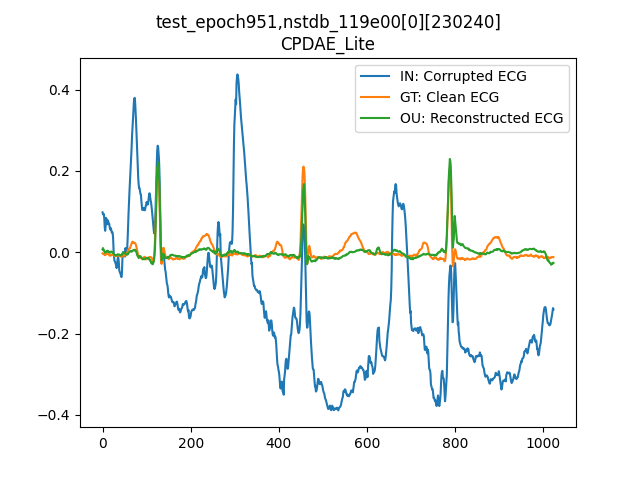 test_epoch951,nstdb_119e00[0][230240]
CPDAE_Lite
IN: Corrupted ECG
GT: Clean ECG
OU: Reconstructed ECG
0.4
0.2
0.0
−0.2
−0.4
0 200 400 600 800 1000